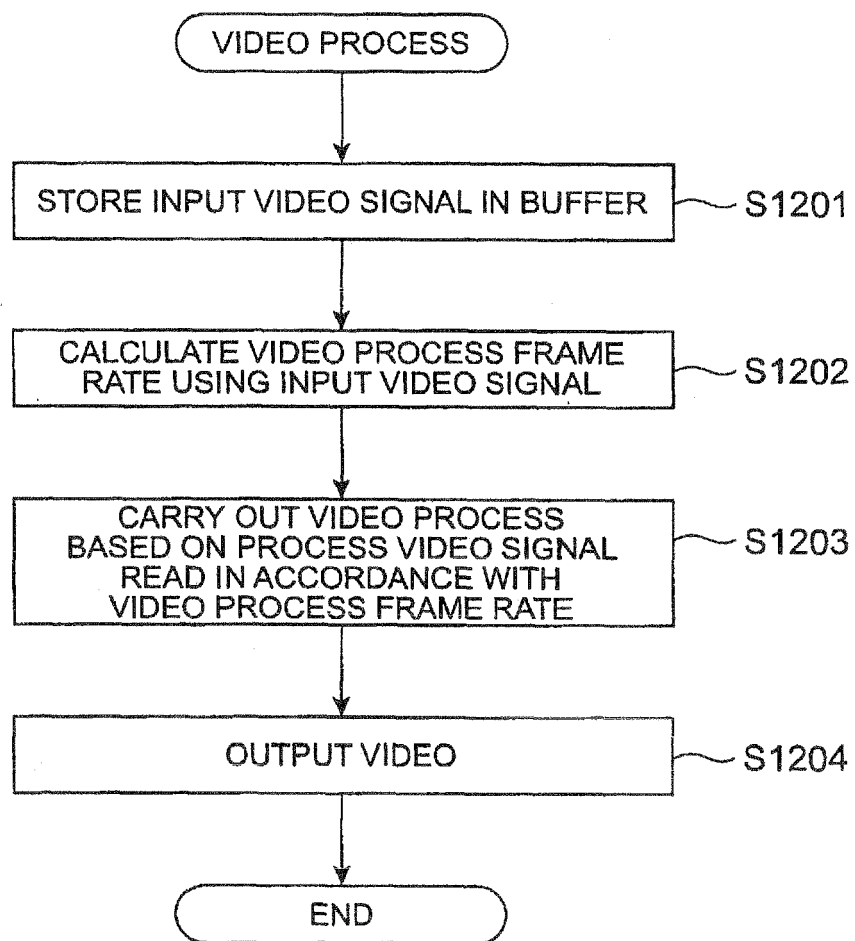 VIDEO PROCESS
STORE INPUT VIDEO SIGNAL IN BUFFER
S1201
CALCULATE VIDEO PROCESS FRAME
RATE USING INPUT VIDEO SIGNAL
S1202
CARRY OUT VIDEO PROCESS
BASED ON PROCESS VIDEO SIGNAL
READ IN ACCORDANCE WITH
VIDEO PROCESS FRAME RATE
S1203
OUTPUT VIDEO
S1204
END